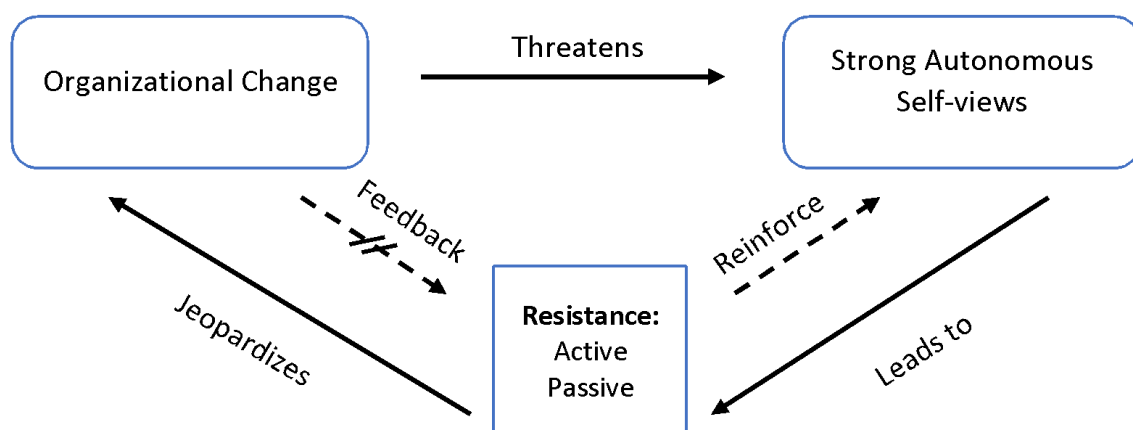 Organizational Change
Threatens
Strong Autonomous
Self-views
Feedback
Reinforce
Jeopardizes
Resistance:
Active
Passive
Leads to